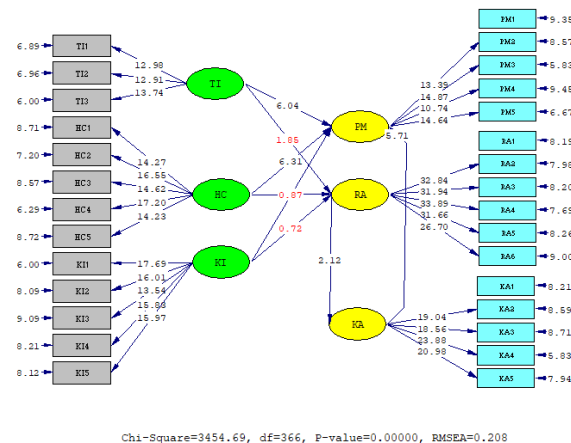 6.89 TI1
6.96 TI2
6.00 TI3
8.71 HC1
7.20 HC2
8.57 HC3
6.29 HC4
8.72 HC5
6.00 KI1
8.09 KI2
9.09 KI3
8.21 KI4
8.12 KI5
12.98
12.91
13.74
14.27
16.55
14.62
17.20
14.23
17.69
16.01
13.54
15.88
15.97
TI
HC
KI
6.04
1.85
6.31
0.87
0.72
2.12
5.71
PM
RA
KA
13.39
14.87
10.74
14.64
32.84
31.94
33.89
31.66
26.70
19.04
18.56
23.88
20.98
PM1 9.35
PM2 8.57
PM3 5.83
PM4 9.45
PM5 6.67
RA1 8.19
RA2 7.98
RA3 8.20
RA4 7.69
RA5 8.26
RA6 9.00
KA1 8.21
KA2 8.59
KA3 8.71
KA4 5.83
KA5 7.94
Chi-Square=3454.69, df=366, P-value=0.00000, RMSEA=0.208